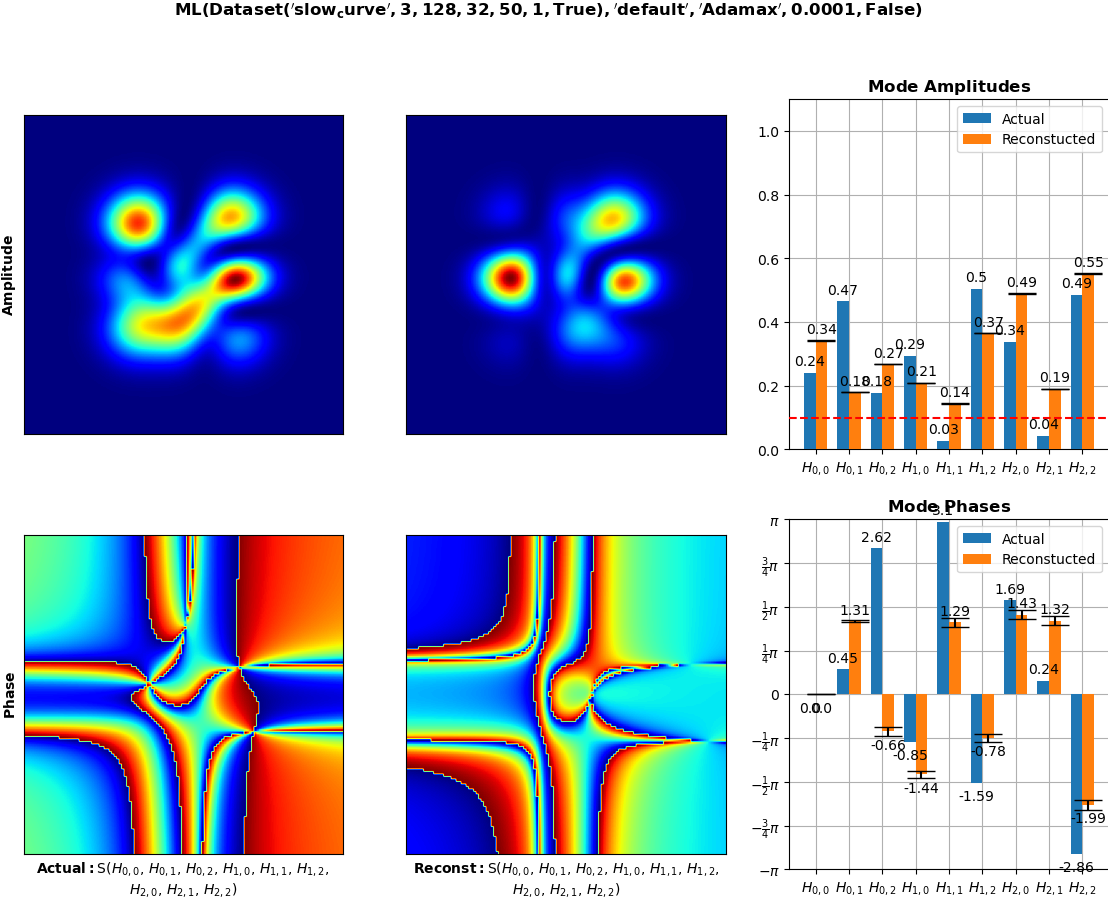 ML(Dataset('slow_curve', 3, 128, 32, 50, 1, True), 'default', 'Adamax', 0.0001, False)
Amplitude
Mode Amplitudes
Actual
Reconstucted
1.0
0.8
0.6
0.4
0.2
0.0
0.24 0.47 0.18 0.29 0.03 0.5 0.34 0.04 0.49
0.34 0.18 0.27 0.21 0.14 0.37 0.49 0.19 0.55
H0,0 H0,1 H0,2 H1,0 H1,1 H1,2 H2,0 H2,1 H2,2
Phase
Actual: S(H0,0, H0,1, H0,2, H1,0, H1,1, H1,2,
H2,0, H2,1, H2,2)
Reconst: S(H0,0, H0,1, H0,2, H1,0, H1,1, H1,2,
H2,0, H2,1, H2,2)
Mode Phases
Actual
Reconstucted
π
3/4π
1/2π
1/4π
0
−1/4π
−1/2π
−3/4π
−π
0.0 0.45 2.62 -0.85 3.1 -1.59 1.69 0.24 -2.86
0.0 1.31 -0.66 -1.44 1.29 -0.78 1.43 1.32 -1.99
H0,0 H0,1 H0,2 H1,0 H1,1 H1,2 H2,0 H2,1 H2,2